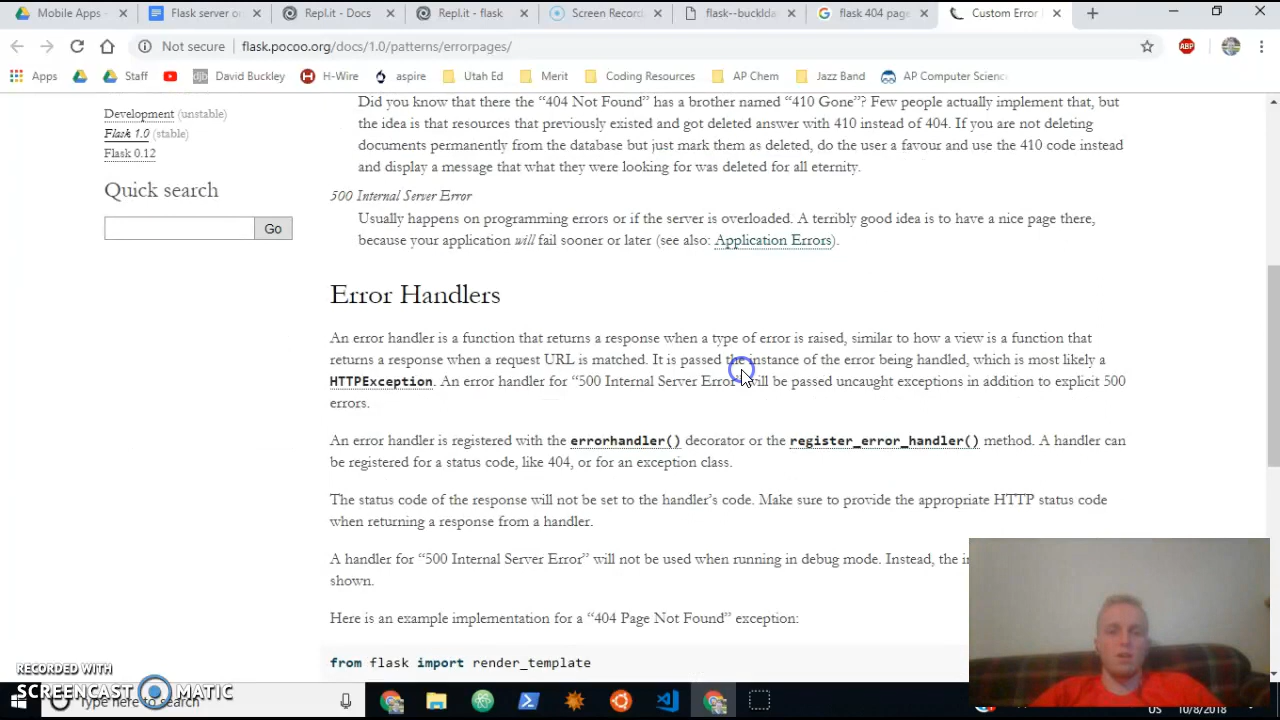 Mobile Apps -
Flask server or
Repl.it - Docs
Repl.it - flask
Screen Record
flask--bucklda
flask 404 page
Custom Error
Not secure
flask.pocoo.org/docs/1.0/patterns/errorpages/
ABP
Apps
Staff
djb
David Buckley
H-Wire
aspire
Utah Ed
Merit
Coding Resources
AP Chem
Jazz Band
AP Computer Scienc
Development (unstable)
Flask 1.0 (stable)
Flask 0.12
Quick search
Go
Did you know that there the “404 Not Found” has a brother named “410 Gone”? Few people actually implement that, but
the idea is that resources that previously existed and got deleted answer with 410 instead of 404. If you are not deleting
documents permanently from the database but just mark them as deleted, do the user a favour and use the 410 code instead
and display a message that what they were looking for was deleted for all eternity.
500 Internal Server Error
Usually happens on programming errors or if the server is overloaded. A terribly good idea is to have a nice page there,
because your application will fail sooner or later (see also: Application Errors).
Error Handlers
An error handler is a function that returns a response when a type of error is raised, similar to how a view is a function that
returns a response when a request URL is matched. It is passed the instance of the error being handled, which is most likely a
HTTPException. An error handler for “500 Internal Server Error” will be passed uncaught exceptions in addition to explicit 500
errors.
An error handler is registered with the errorhandler() decorator or the register_error_handler() method. A handler can
be registered for a status code, like 404, or for an exception class.
The status code of the response will not be set to the handler’s code. Make sure to provide the appropriate HTTP status code
when returning a response from a handler.
A handler for “500 Internal Server Error” will not be used when running in debug mode. Instead, the in
shown.
Here is an example implementation for a “404 Page Not Found” exception:
from flask import render_template
RECORDED WITH
SCREENCAST MATIC
Type here to search
US
10/8/2018